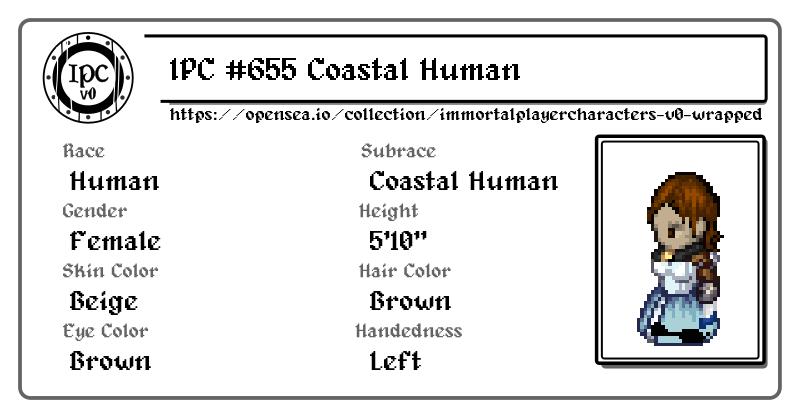 IPC
v0
IPC #655 Coastal Human
https://opensea.io/collection/immortalplayercharacters-v0-wrapped
Race
Human
Subrace
Coastal Human
Gender
Female
Height
5'10"
Skin Color
Beige
Hair Color
Brown
Eye Color
Brown
Handedness
Left